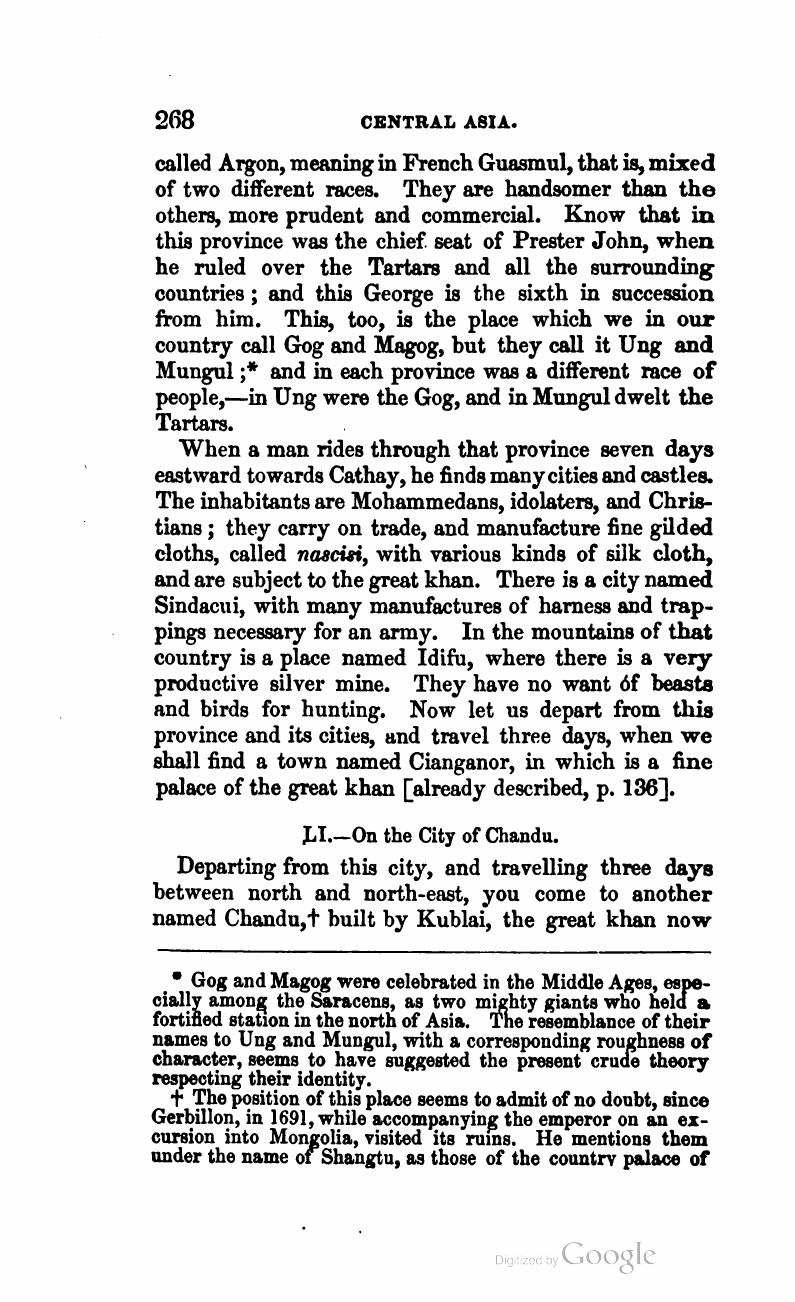 268 CENTRAL ASIA.
called Argon, meaning in French Guasmul, that is, mixed
of two different races. They are handsomer than the
others, more prudent and commercial. Know that in
this province was the chief seat of Prester John, when
he ruled over the Tartars and all the surrounding
countries; and this George is the sixth in succession
from him. This, too, is the place which we in our
country call Gog and Magog, but they call it Ung and
Mungul;* and in each province was a different race of
people,—in Ung were the Gog, and in Mungul dwelt the
Tartars.
When a man rides through that province seven days
eastward towards Cathay, he finds many cities and castles.
The inhabitants are Mohammedans, idolaters, and Chris-
tians; they carry on trade, and manufacture fine gilded
cloths, called nascisi, with various kinds of silk cloth,
and are subject to the great khan. There is a city named
Sindacui, with many manufactures of harness and trap-
pings necessary for an army. In the mountains of that
country is a place named Idifu, where there is a very
productive silver mine. They have no want of beasts
and birds for hunting. Now let us depart from this
province and its cities, and travel three days, when we
shall find a town named Cianganor, in which is a fine
palace of the great khan [already described, p. 136].
LI.—On the City of Chandu.
Departing from this city, and travelling three days
between north and north-east, you come to another
named Chandu,† built by Kublai, the great khan now
* Gog and Magog were celebrated in the Middle Ages, espe-
cially among the Saracens, as two mighty giants who held a
fortified station in the north of Asia. The resemblance of their
names to Ung and Mungul, with a corresponding roughness of
character, seems to have suggested the present crude theory
respecting their identity.
† The position of this place seems to admit of no doubt, since
Gerbillon, in 1691, while accompanying the emperor on an ex-
cursion into Mongolia, visited its ruins. He mentions them
under the name of Shangtu, as those of the country palace of
Digitized by Google